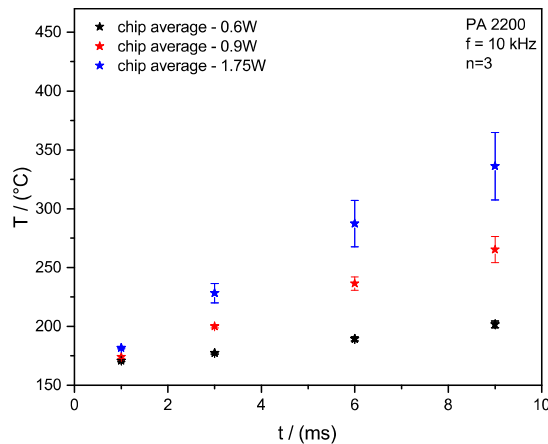 chip average - 0.6W
chip average - 0.9W
chip average - 1.75W
PA 2200
f = 10 kHz
n=3
T / (°C)
450
400
350
300
250
200
150
0 2 4 6 8 10
t / (ms)